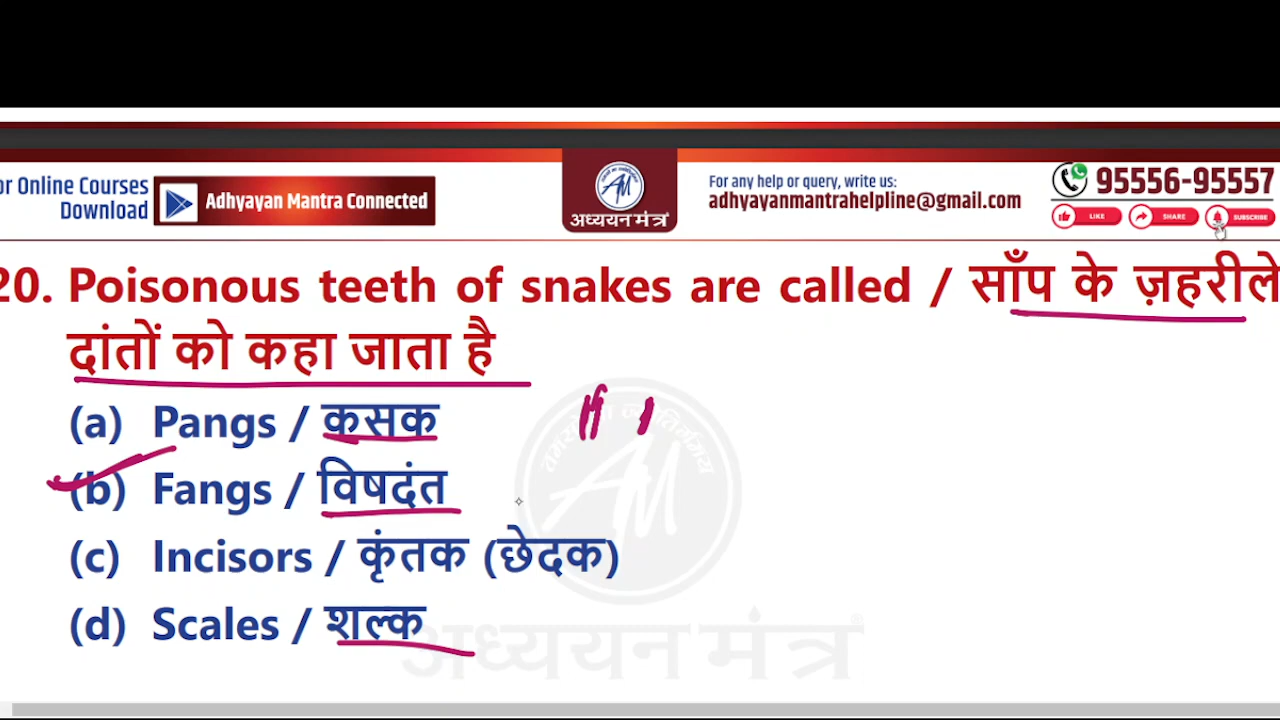 or Online Courses
Download
Adhyayan Mantra Connected
AM
अध्ययन मंत्र
For any help or query, write us:
adhyayanmantrahelpline@gmail.com
95556-95557
LIKE
SHARE
SUBSCRIBE
20. Poisonous teeth of snakes are called / साँप के ज़हरीले
दांतों को कहा जाता है
(a) Pangs / कसक
(b) Fangs / विषदंत
(c) Incisors / कृंतक (छेदक)
(d) Scales / शल्क
AM
अध्ययन मंत्र